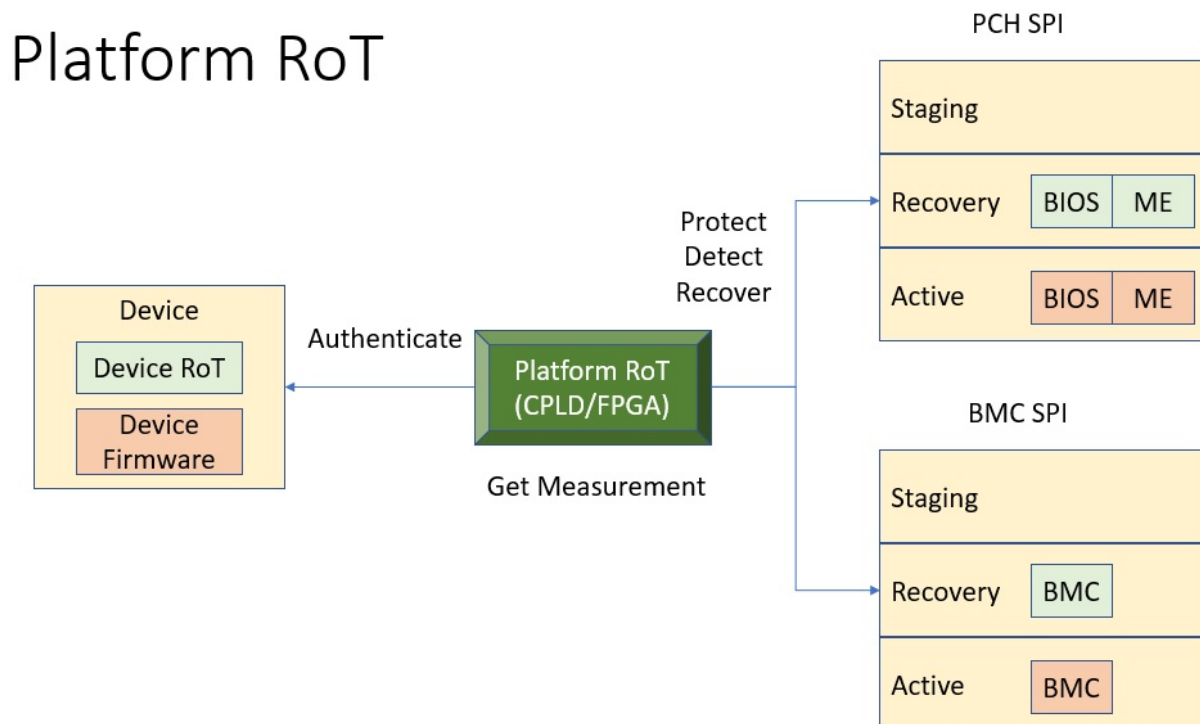 Platform RoT
PCH SPI
Staging
Recovery BIOS ME
Active BIOS ME
Protect
Detect
Recover
Device
Device RoT
Device
Firmware
Authenticate
Platform RoT
(CPLD/FPGA)
Get Measurement
BMC SPI
Staging
Recovery BMC
Active BMC